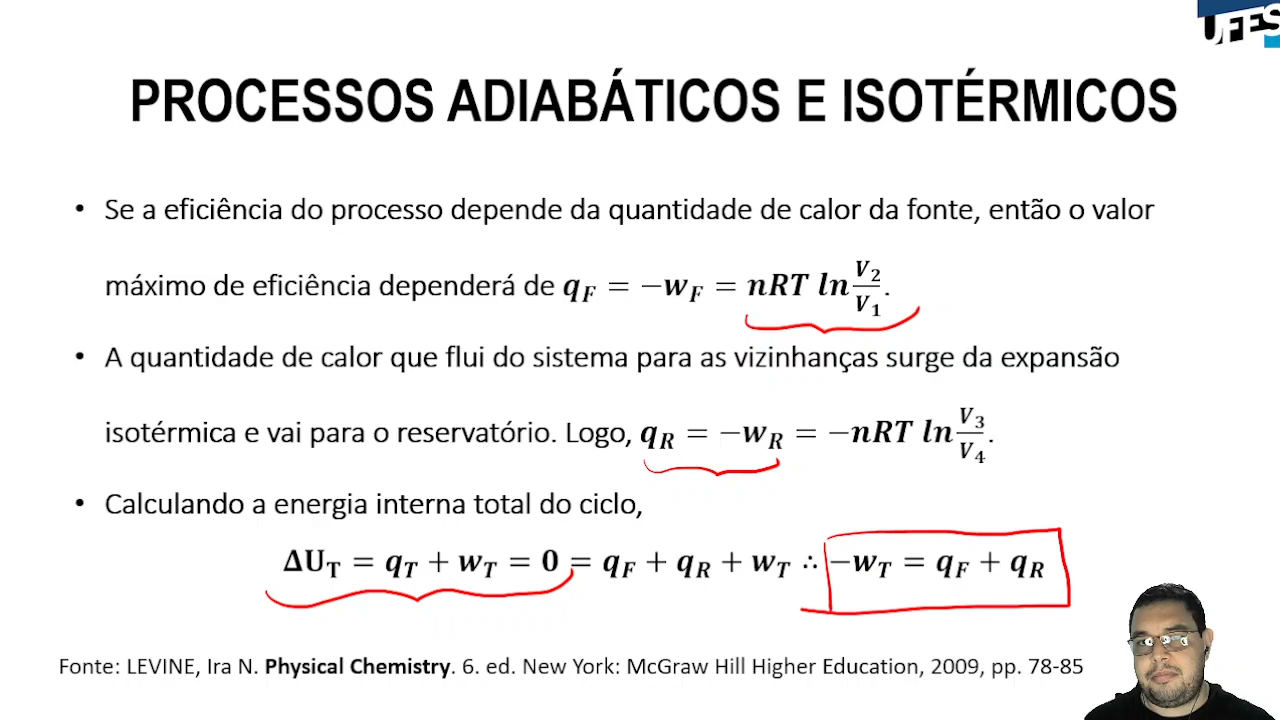 UFES
PROCESSOS ADIABÁTICOS E ISOTÉRMICOS
• Se a eficiência do processo depende da quantidade de calor da fonte, então o valor
máximo de eficiência dependerá de q_F = −w_F = nRT ln V_2/V_1.
• A quantidade de calor que flui do sistema para as vizinhanças surge da expansão
isotérmica e vai para o reservatório. Logo, q_R = −w_R = −nRT ln V_3/V_4.
• Calculando a energia interna total do ciclo,
ΔU_T = q_T + w_T = 0 = q_F + q_R + w_T ∴ −w_T = q_F + q_R
Fonte: LEVINE, Ira N. Physical Chemistry. 6. ed. New York: McGraw Hill Higher Education, 2009, pp. 78-85